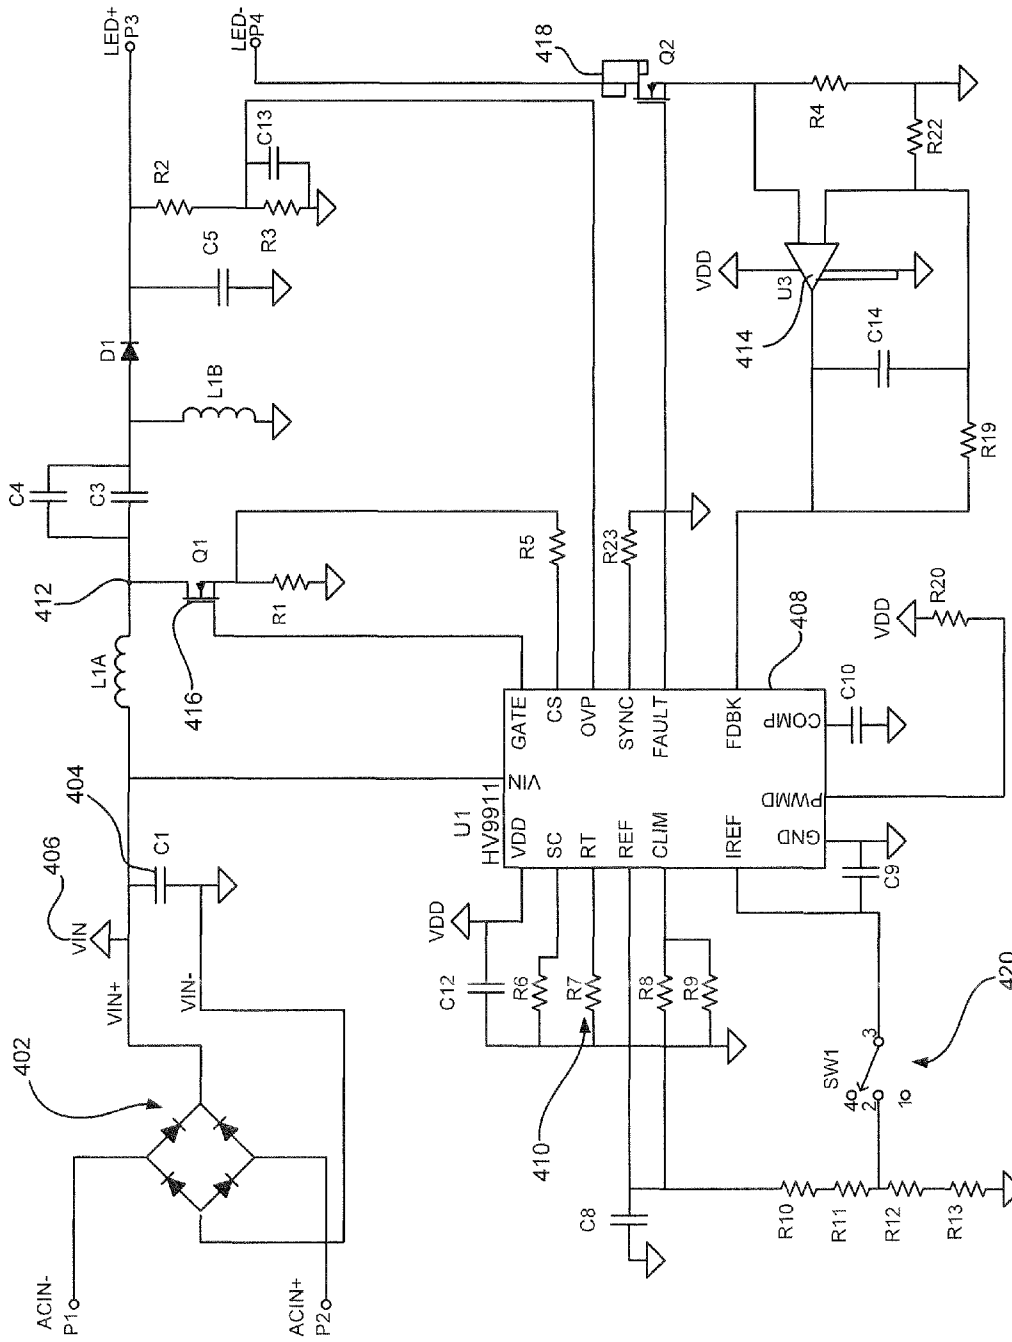 LED+
P3
LED-
P4
418
Q2
C13
R2
R3
C5
R4
R22
D1
VDD
U3
414
C14
L1B
C4
C3
R19
Q1
R5
R23
412
R1
VDD
R20
L1A
416
408
GATE
CS
OVP
SYNC
FAULT
FDBK
COMP
C10
VIN
PWMD
404
406
C1
U1
HV9911
VDD
SC
RT
REF
CLIM
IREF
GND
C9
VIN
VDD
VIN+
VIN-
C12
R6
R7
R8
R9
402
410
SW1
3
4
2
1
420
C8
R10
R11
R12
R13
ACIN-
P1
ACIN+
P2